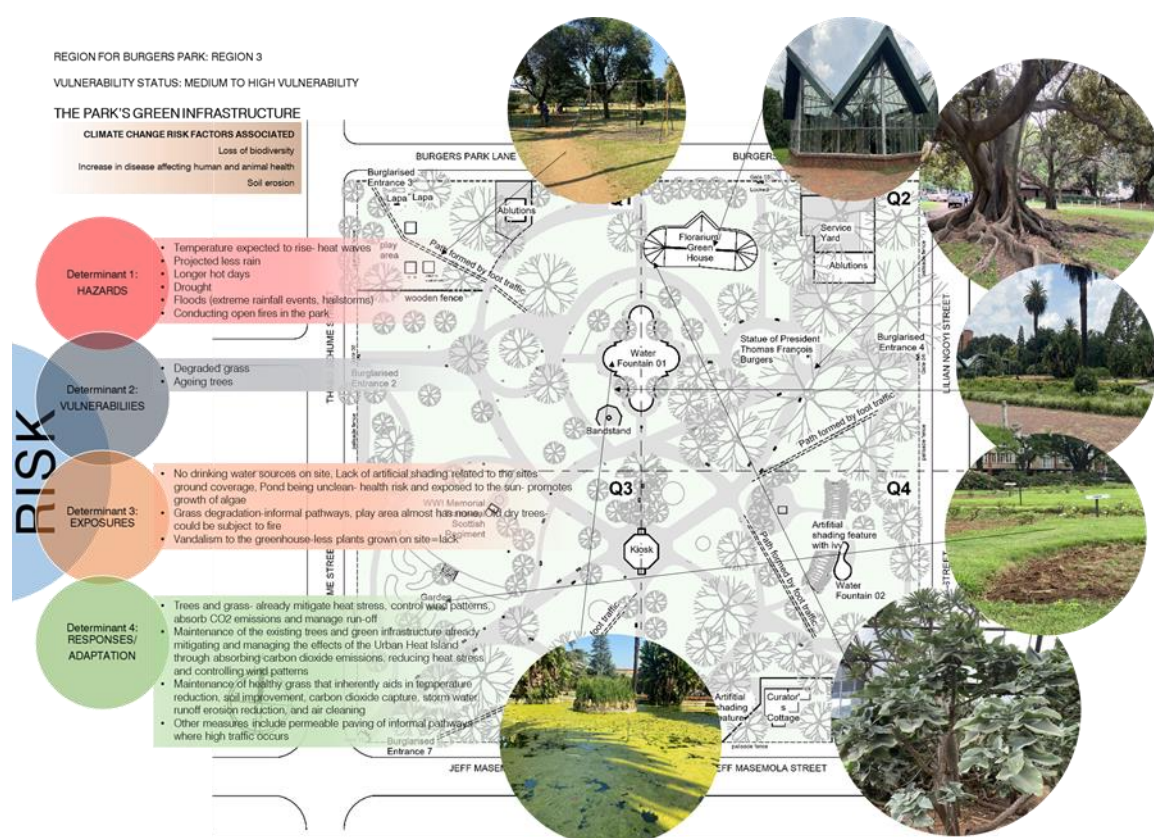 REGION FOR BURGERS PARK: REGION 3
VULNERABILITY STATUS: MEDIUM TO HIGH VULNERABILITY
THE PARK'S GREEN INFRASTRUCTURE
CLIMATE CHANGE RISK FACTORS ASSOCIATED
Loss of biodiversity
Increase in disease affecting human and animal health
Soil erosion
RISK
Determinant 1:
HAZARDS
• Temperature expected to rise- heat waves
• Projected less rain
• Longer hot days
• Drought
• Floods (extreme rainfall events, hailstorms)
• Conducting open fires in the park
Determinant 2:
VULNERABILIIES
• Degraded grass
• Ageing trees
Determinant 3:
EXPOSURES
• No drinking water sources on site, Lack of artificial shading related to the sites
ground coverage, Pond being unclean- health risk and exposed to the sun- promotes
growth of algae
• Grass degradation-informal pathways, play area almost has none. Old dry trees-
could be subject to fire
• Vandalism to the greenhouse-less plants grown on site=lack
Determinant 4:
RESPONSES/
ADAPTATION
• Trees and grass- already mitigate heat stress, control wind patterns,
absorb CO2 emissions and manage run-off
• Maintenance of the existing trees and green infrastructure already
mitigating and managing the effects of the Urban Heat Island
through absorbing carbon dioxide emissions, reducing heat stress
and controlling wind patterns
• Maintenance of healthy grass that inherently aids in temperature
reduction, soil improvement, carbon dioxide capture, storm water
runoff erosion reduction, and air cleaning
• Other measures include permeable paving of informal pathways
where high traffic occurs
BURGERS PARK LANE
Burglarised
Entrance 3
Lapa
Lapa
Ablutions
play
area
wooden fence
Path formed by foot traffic
Q2
Florarium/
Green
House
Service
Yard
Ablutions
Water
Fountain 01
Statue of President
Thomas François
Burgers
Burglarised
Entrance 4
LILIAN NGOYI STREET
Burglarised
Entrance 2
palisade fence
Bandstand
Path formed by foot traffic
Q3
Q4
WWI Memorial
Scottish
Regiment
Kiosk
Artifitial
shading feature
with ivy
Water
Fountain 02
Path formed by foot traffic
STREET
Garden
foot traffic
Artifitial
shading
feature
Curator'
s
Cottage
palisade fence
Burglarised
Entrance 7
JEFF MASEM
JEFF MASEMOLA STREET